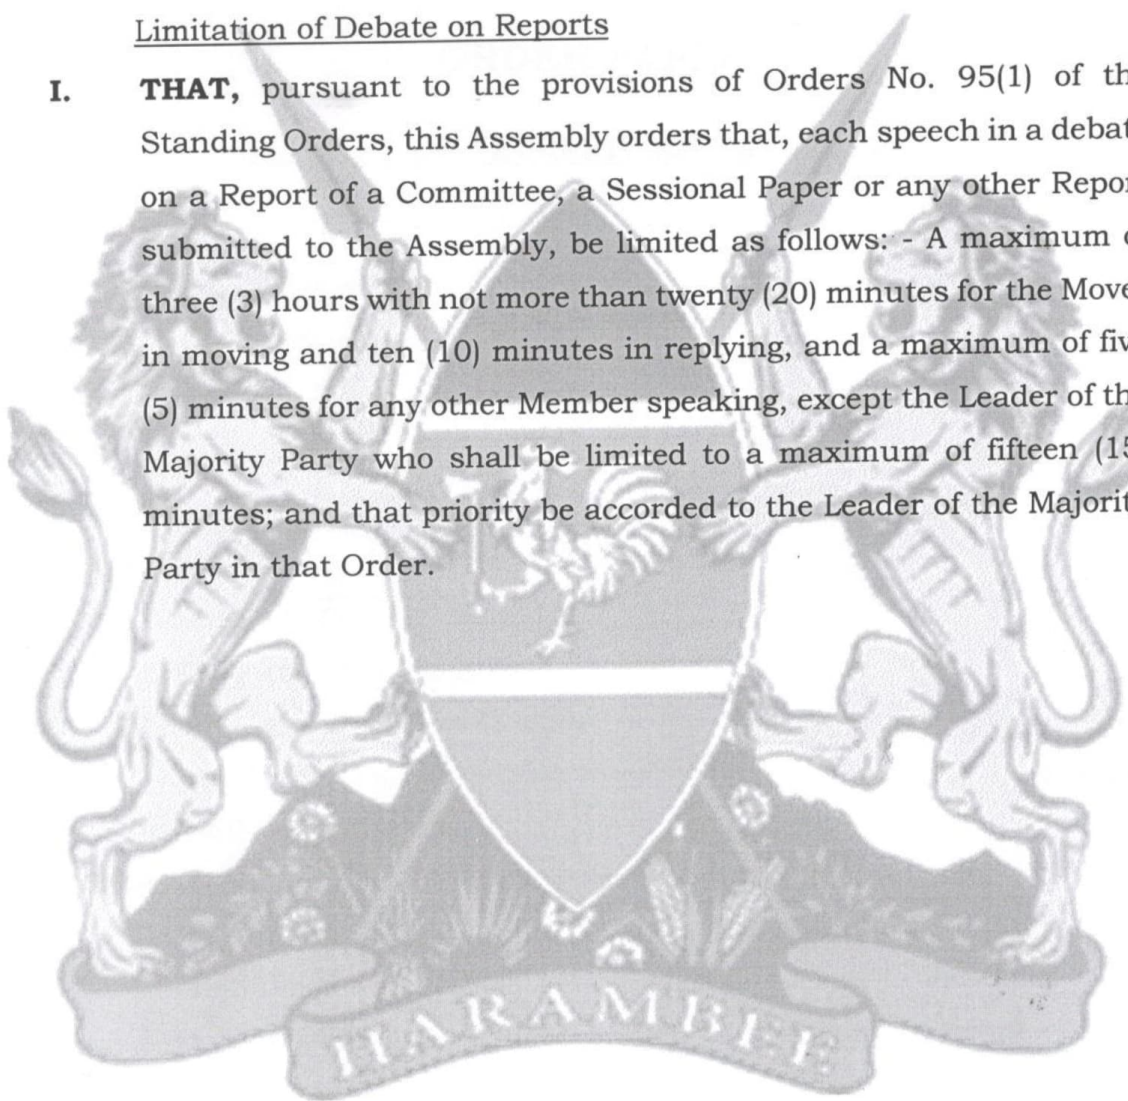 Limitation of Debate on Reports
I. THAT, pursuant to the provisions of Orders No. 95(1) of th
Standing Orders, this Assembly orders that, each speech in a debat
on a Report of a Committee, a Sessional Paper or any other Repor
submitted to the Assembly, be limited as follows: - A maximum o
three (3) hours with not more than twenty (20) minutes for the Move
in moving and ten (10) minutes in replying, and a maximum of fiv
(5) minutes for any other Member speaking, except the Leader of th
Majority Party who shall be limited to a maximum of fifteen (15
minutes; and that priority be accorded to the Leader of the Majorit
Party in that Order.
HARAMBEE